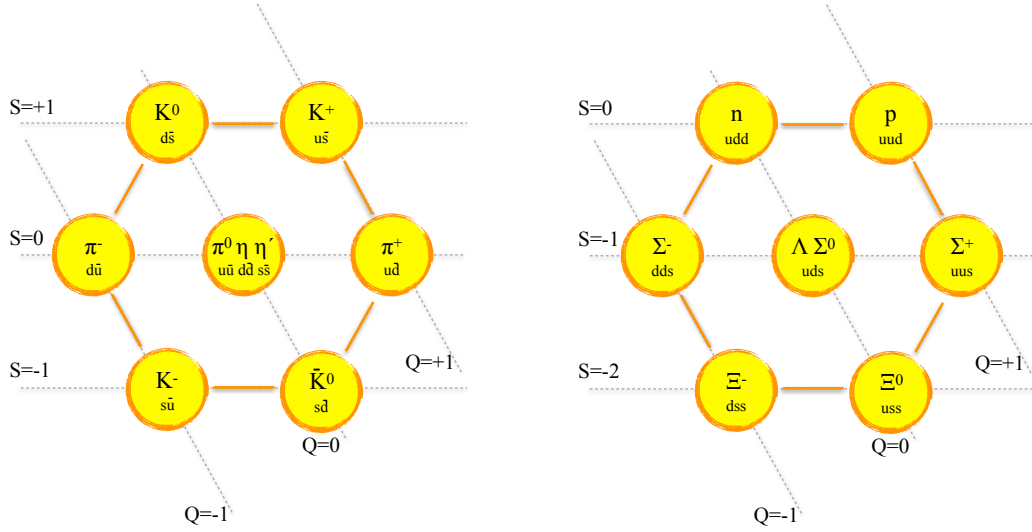 S=+1
K⁰
ds̄
K⁺
us̄
S=0
π⁻
dū
π⁰ η η´
uū dd̄ ss̄
π⁺
ud̄
S=-1
K⁻
sū
K̄⁰
sd̄
Q=+1
Q=0
Q=-1
S=0
n
udd
p
uud
S=-1
Σ⁻
dds
Λ Σ⁰
uds
Σ⁺
uus
S=-2
Ξ⁻
dss
Ξ⁰
uss
Q=+1
Q=0
Q=-1